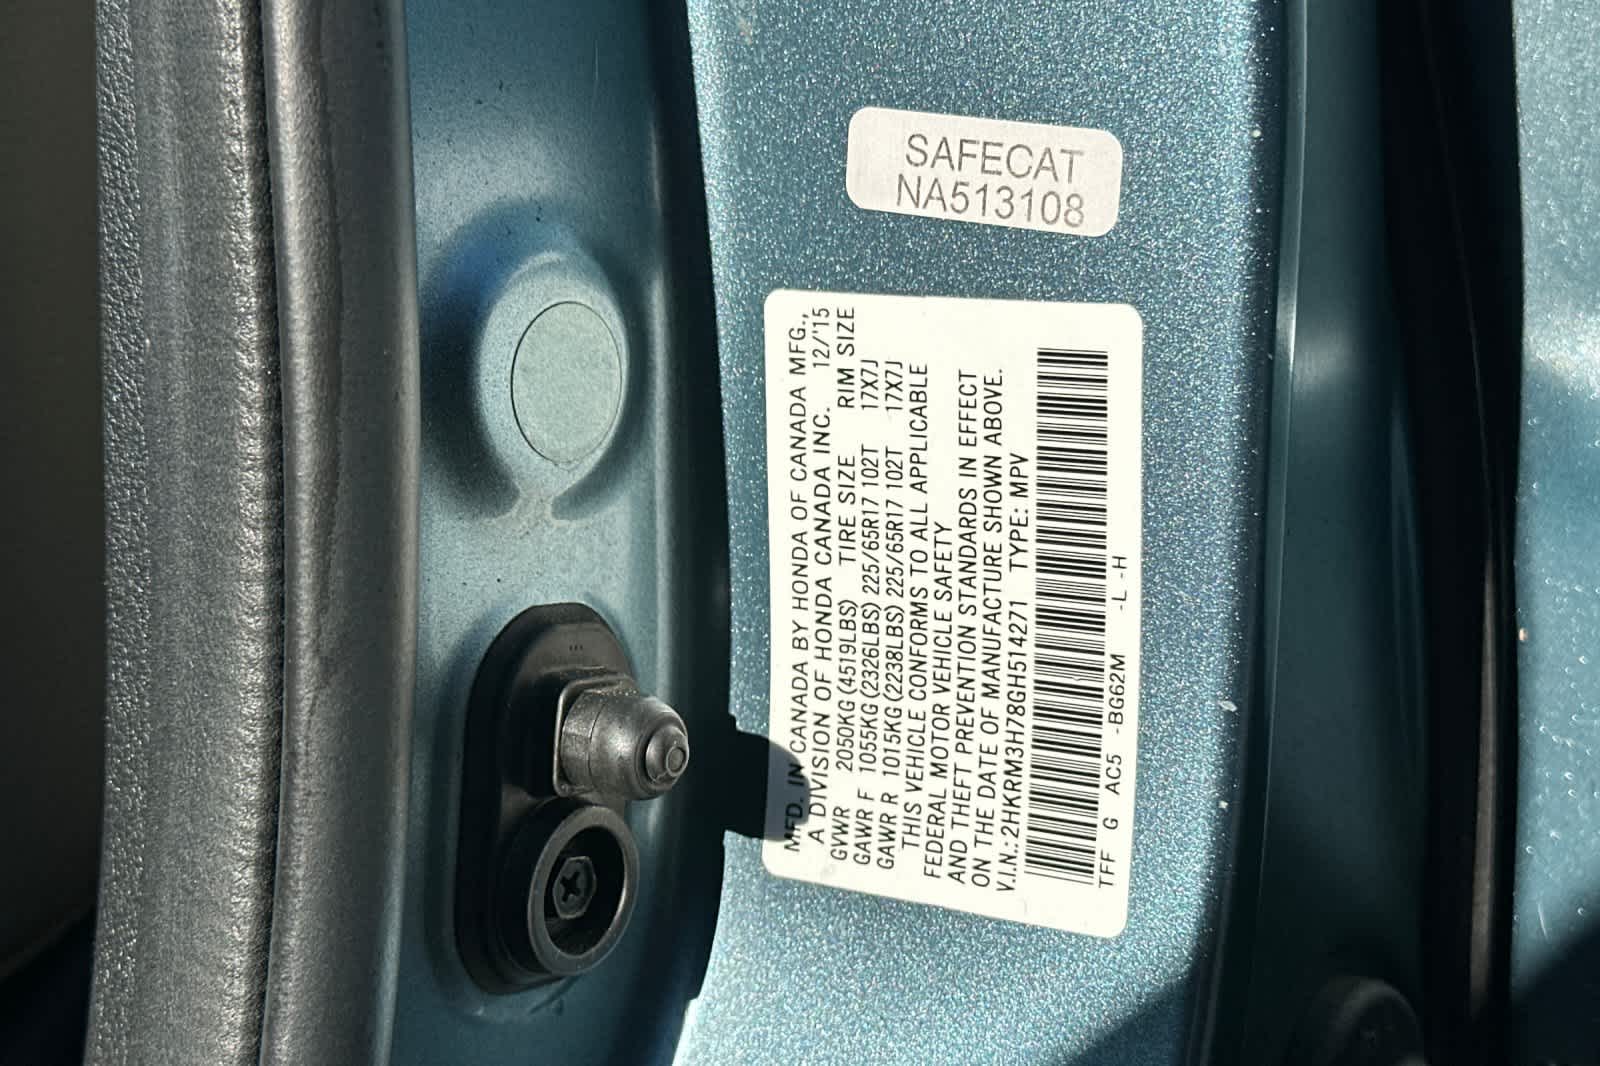 SAFECAT
NA513108
MFD. IN CANADA BY HONDA OF CANADA MFG.,
A DIVISION OF HONDA CANADA INC. 12/'15
GVWR 2050KG(4519LBS) TIRE SIZE RIM SIZE
GAWR F 1055KG(2326LBS) 225/65R17 102T 17X7J
GAWR R 1015KG(2238LBS) 225/65R17 102T 17X7J
THIS VEHICLE CONFORMS TO ALL APPLICABLE
FEDERAL MOTOR VEHICLE SAFETY
AND THEFT PREVENTION STANDARDS IN EFFECT
ON THE DATE OF MANUFACTURE SHOWN ABOVE.
V.I.N.:2HKRM3H78GH514271 TYPE: MPV
TFF G AC5 -BG62M -L -H